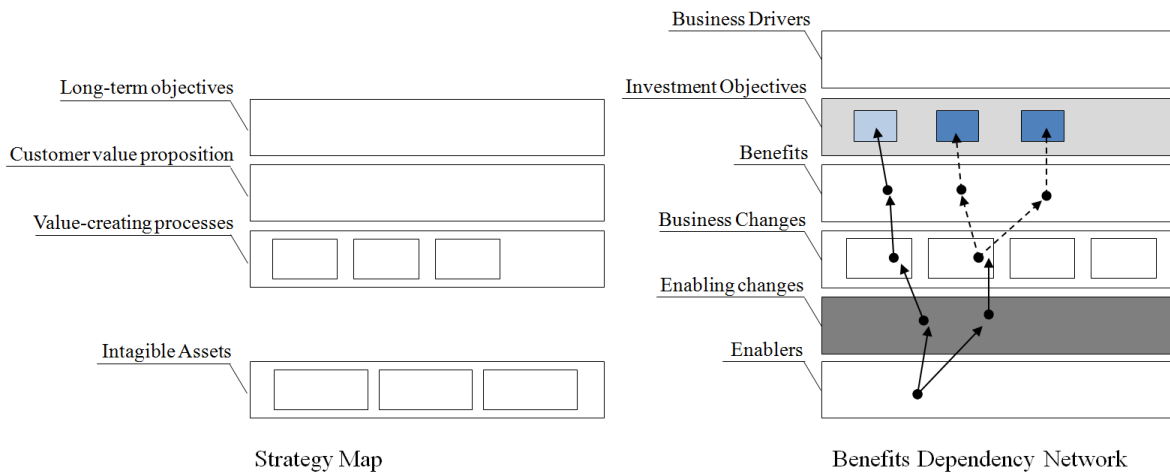 Long-term objectives
Customer value proposition
Value-creating processes
Intagible Assets
Strategy Map
Business Drivers
Investment Objectives
Benefits
Business Changes
Enabling changes
Enablers
Benefits Dependency Network